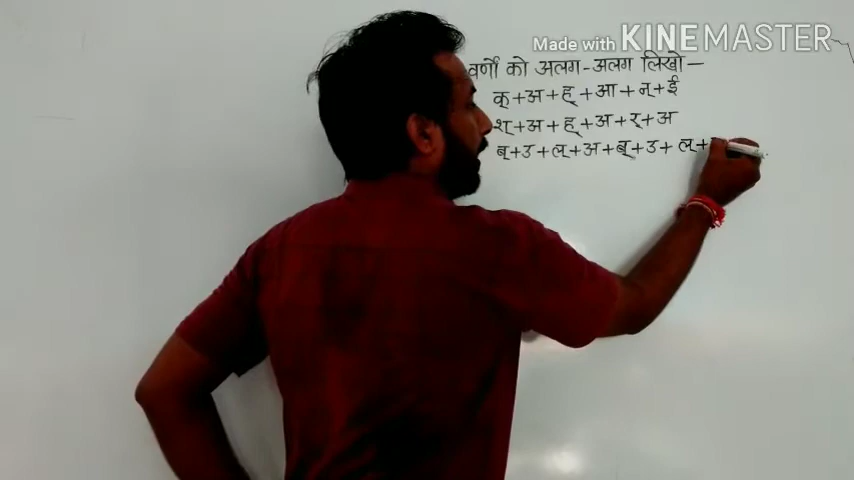 Made with KINEMASTER
वर्णों को अलग-अलग लिखो-
क्+अ+ह्+आ+न्+ई
श्+अ+ह्+अ+र्+अ
ब्+उ+ल्+अ+ब्+उ+ल्+